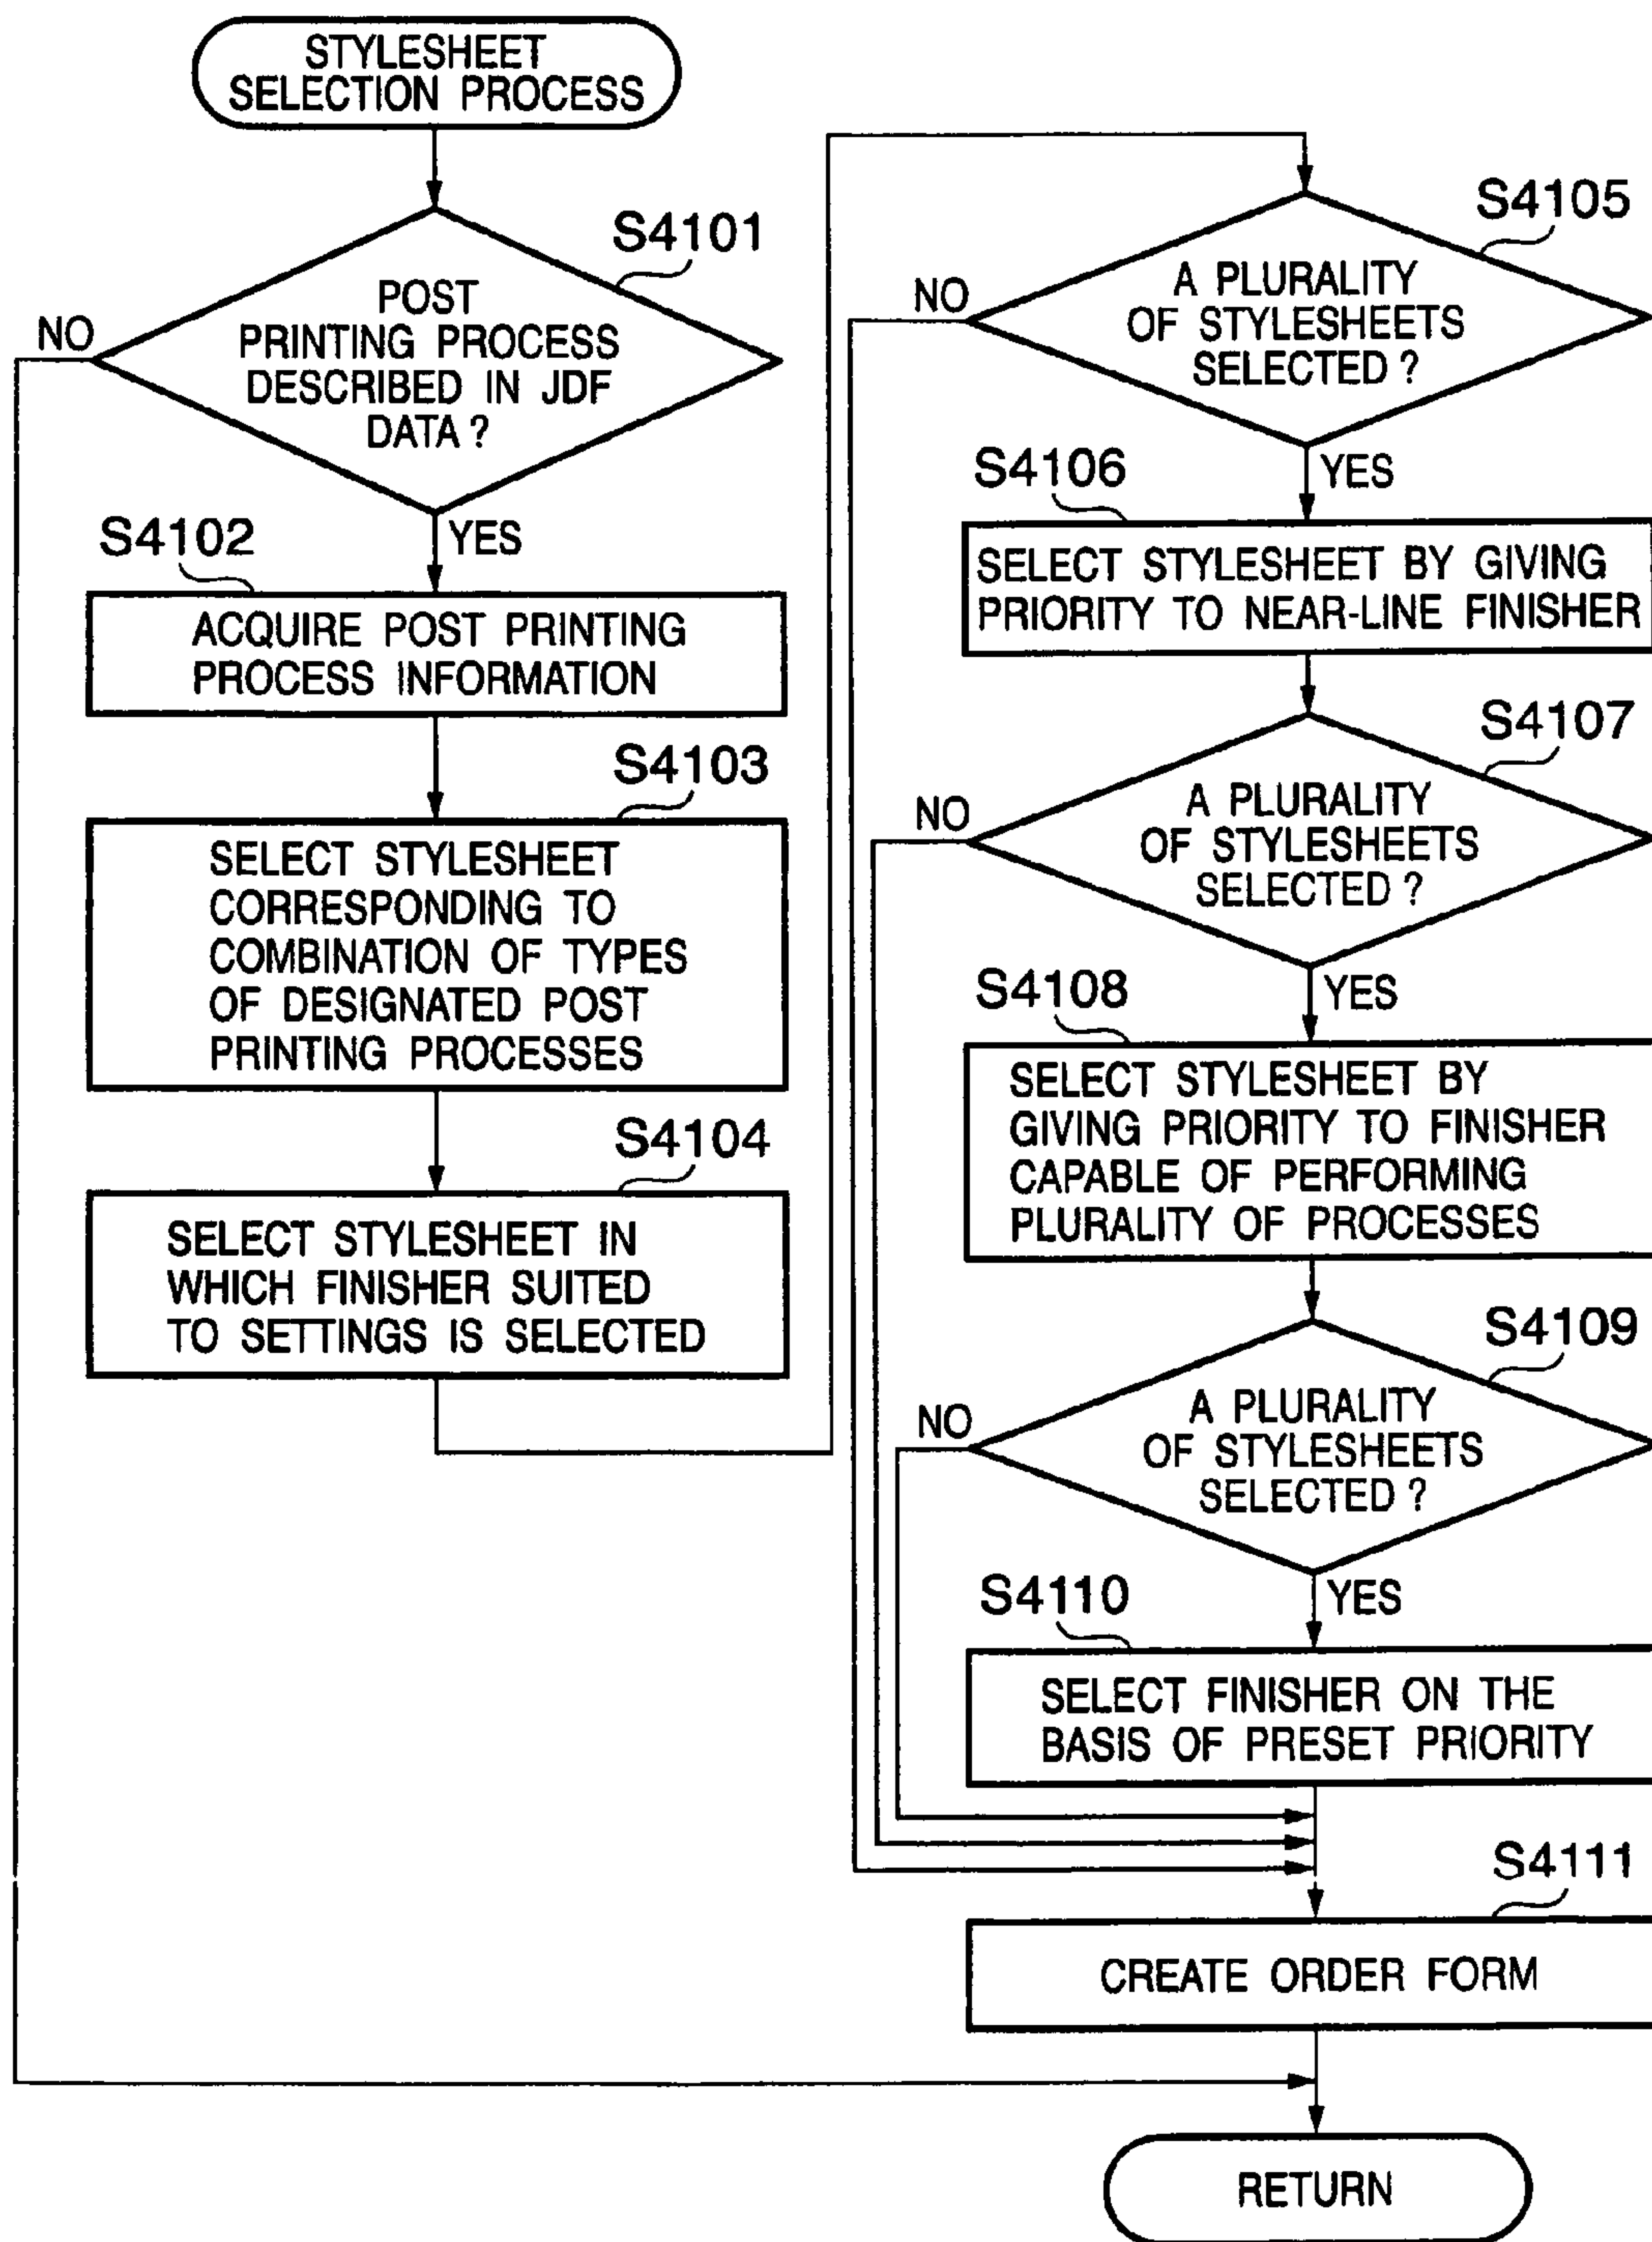 STYLESHEET
SELECTION PROCESS
S4101
POST
PRINTING PROCESS
DESCRIBED IN JDF
DATA ?
NO
YES
S4102
ACQUIRE POST PRINTING
PROCESS INFORMATION
S4103
SELECT STYLESHEET
CORRESPONDING TO
COMBINATION OF TYPES
OF DESIGNATED POST
PRINTING PROCESSES
S4104
SELECT STYLESHEET IN
WHICH FINISHER SUITED
TO SETTINGS IS SELECTED
S4105
A PLURALITY
OF STYLESHEETS
SELECTED ?
NO
YES
S4106
SELECT STYLESHEET BY GIVING
PRIORITY TO NEAR-LINE FINISHER
S4107
A PLURALITY
OF STYLESHEETS
SELECTED ?
NO
YES
S4108
SELECT STYLESHEET BY
GIVING PRIORITY TO FINISHER
CAPABLE OF PERFORMING
PLURALITY OF PROCESSES
S4109
A PLURALITY
OF STYLESHEETS
SELECTED ?
NO
YES
S4110
SELECT FINISHER ON THE
BASIS OF PRESET PRIORITY
S4111
CREATE ORDER FORM
RETURN